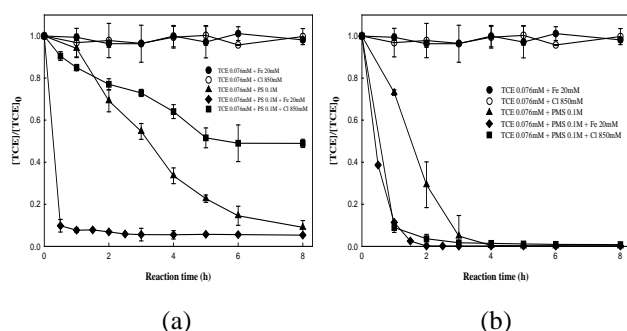 (a)
1.0
0.8
0.6
0.4
0.2
0.0
[TCE]/[TCE]0
TCE 0.076mM + Fe 20mM
TCE 0.076mM + Cl 850mM
TCE 0.076mM + PS 0.1M
TCE 0.076mM + PS 0.1M + Fe 20mM
TCE 0.076mM + PS 0.1M + Cl 850mM
0 2 4 6 8
Reaction time (h)
(b)
1.0
0.8
0.6
0.4
0.2
0.0
[TCE]/[TCE]0
TCE 0.076mM + Fe 20mM
TCE 0.076mM + Cl 850mM
TCE 0.076mM + PMS 0.1M
TCE 0.076mM + PMS 0.1M + Fe 20mM
TCE 0.076mM + PMS 0.1M + Cl 850mM
0 2 4 6 8
Reaction time (h)
(a)
(b)